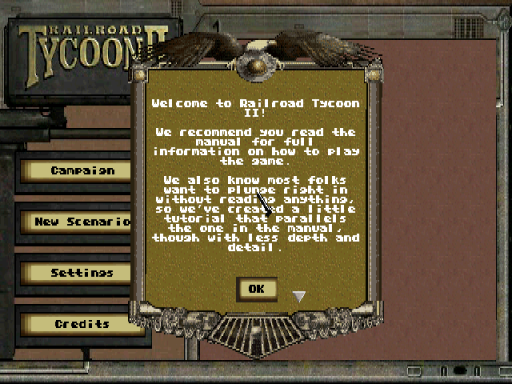 RAILROAD
TYCOON II
Welcome to Railroad Tycoon
II!
We recommend you read the
manual for full
information on how to play
the game.
We also know most folks
want to plunge right in
without reading anything,
so we've created a little
tutorial that parallels
the one in the manual,
though with less depth and
detail.
OK
Campaign
New Scenario
Settings
Credits